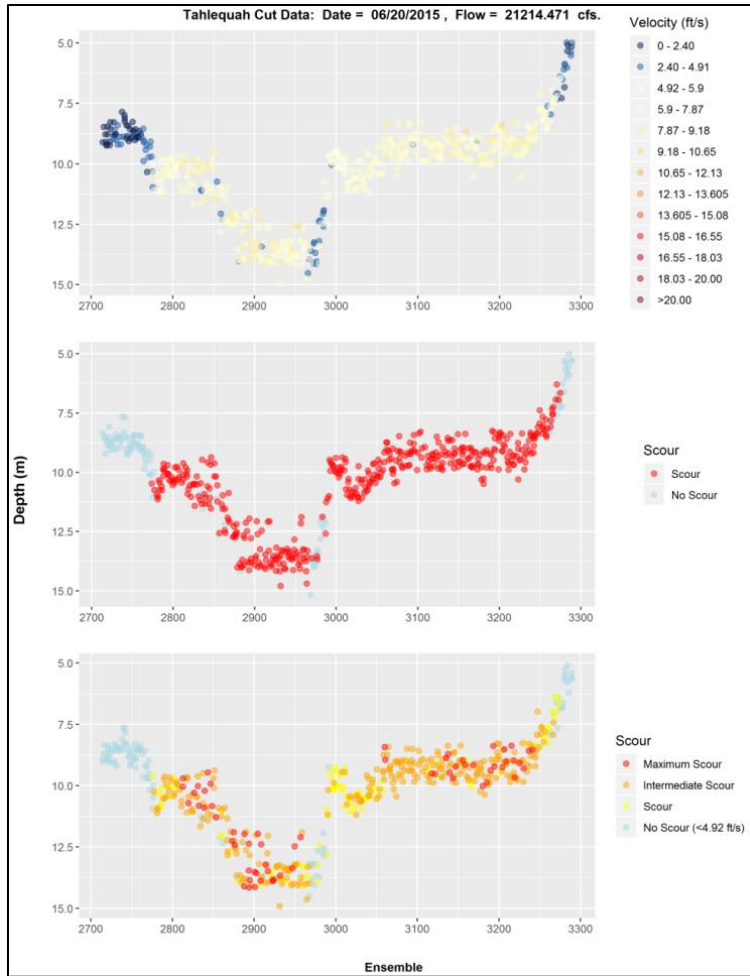 Tahlequah Cut Data: Date = 06/20/2015 , Flow = 21214.471 cfs.
5.0
7.5
10.0
12.5
15.0
2700 2800 2900 3000 3100 3200 3300
Velocity (ft/s)
0 - 2.40
2.40 - 4.91
4.92 - 5.9
5.9 - 7.87
7.87 - 9.18
9.18 - 10.65
10.65 - 12.13
12.13 - 13.605
13.605 - 15.08
15.08 - 16.55
16.55 - 18.03
18.03 - 20.00
>20.00
Depth (m)
5.0
7.5
10.0
12.5
15.0
2700 2800 2900 3000 3100 3200 3300
Scour
Scour
No Scour
5.0
7.5
10.0
12.5
15.0
2700 2800 2900 3000 3100 3200 3300
Scour
Maximum Scour
Intermediate Scour
Scour
No Scour (<4.92 ft/s)
Ensemble